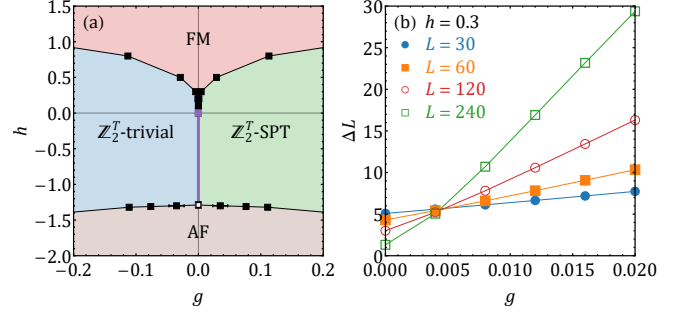 (a)
FM
ℤ₂ᵀ-trivial
ℤ₂ᵀ-SPT
AF
1.5
1.0
0.5
0.0
−0.5
−1.0
−1.5
−2.0
h
−0.2
−0.1
0.0
0.1
0.2
g
(b)
h = 0.3
L = 30
L = 60
L = 120
L = 240
30
25
20
15
10
5
0
ΔL
0.000
0.005
0.010
0.015
0.020
g